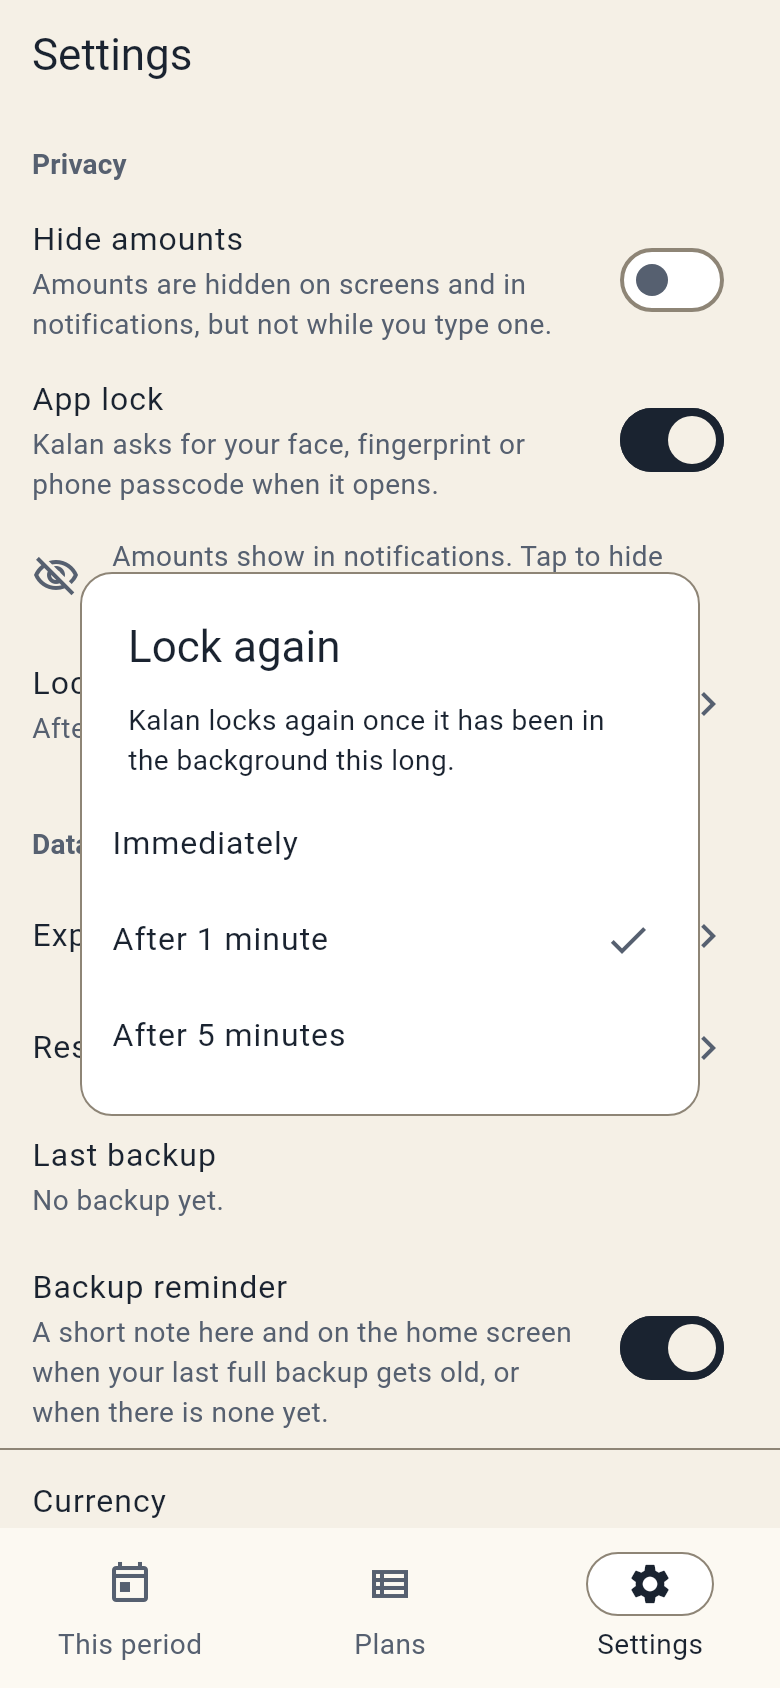 Settings
Privacy
Hide amounts
Amounts are hidden on screens and in
notifications, but not while you type one.
App lock
Kalan asks for your face, fingerprint or
phone passcode when it opens.
Amounts show in notifications. Tap to hide
Lock again
Kalan locks again once it has been in
the background this long.
Immediately
After 1 minute
After 5 minutes
Last backup
No backup yet.
Backup reminder
A short note here and on the home screen
when your last full backup gets old, or
when there is none yet.
Currency
This period
Plans
Settings